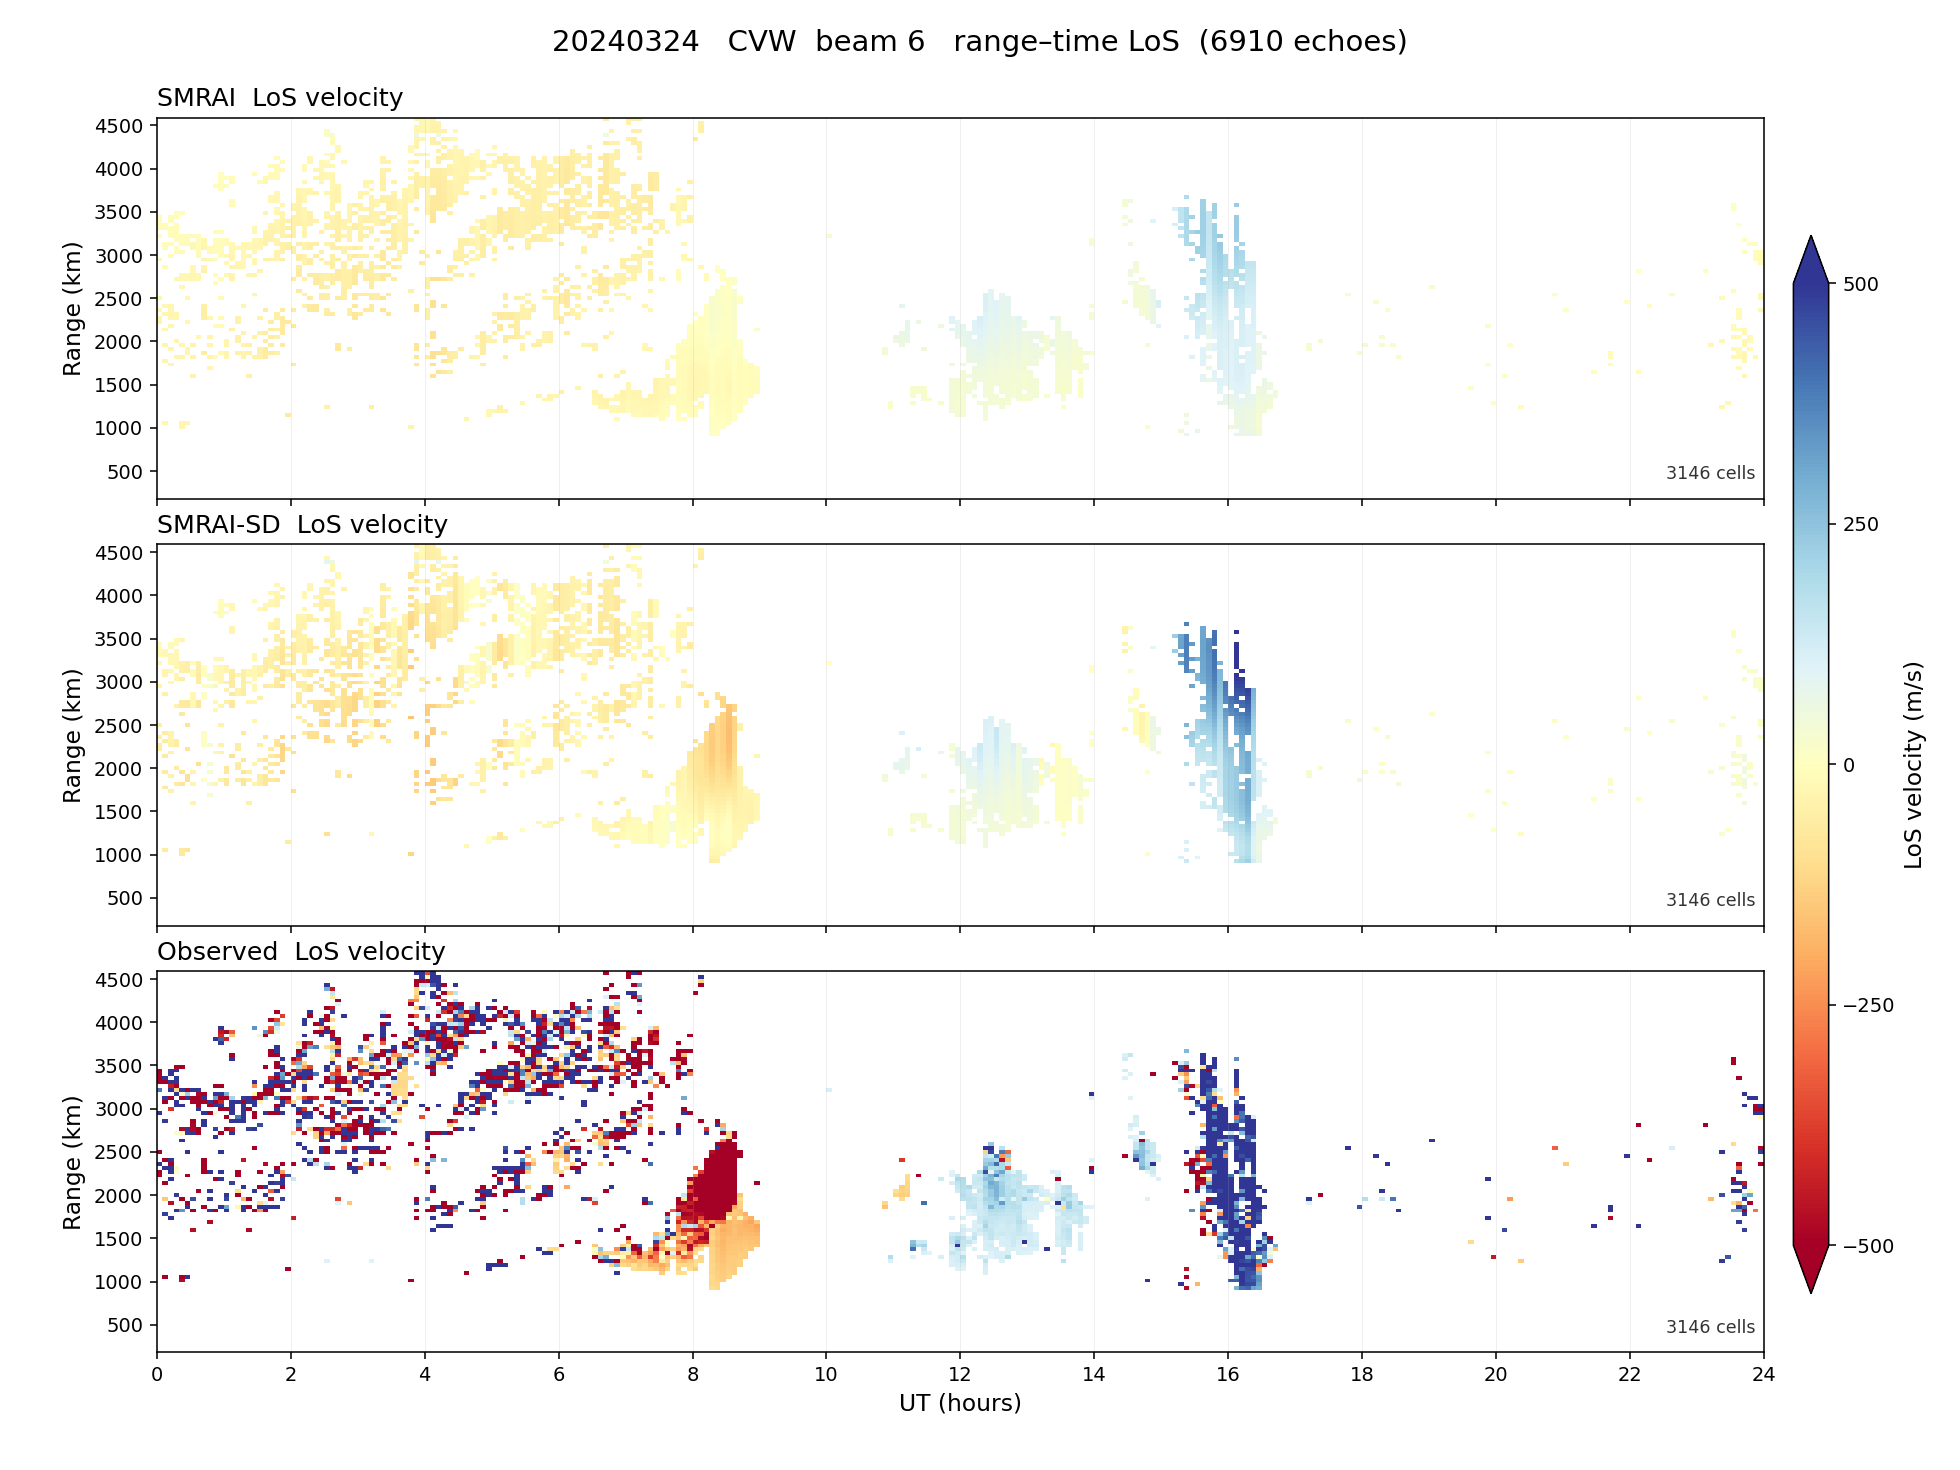 20240324   CVW  beam 6   range–time LoS  (6910 echoes)
SMRAI  LoS velocity
4500
4000
3500
3000
2500
2000
1500
1000
500
Range (km)
3146 cells
SMRAI-SD  LoS velocity
4500
4000
3500
3000
2500
2000
1500
1000
500
Range (km)
3146 cells
Observed  LoS velocity
4500
4000
3500
3000
2500
2000
1500
1000
500
Range (km)
3146 cells
0 2 4 6 8 10 12 14 16 18 20 22 24
UT (hours)
500
250
0
−250
−500
LoS velocity (m/s)